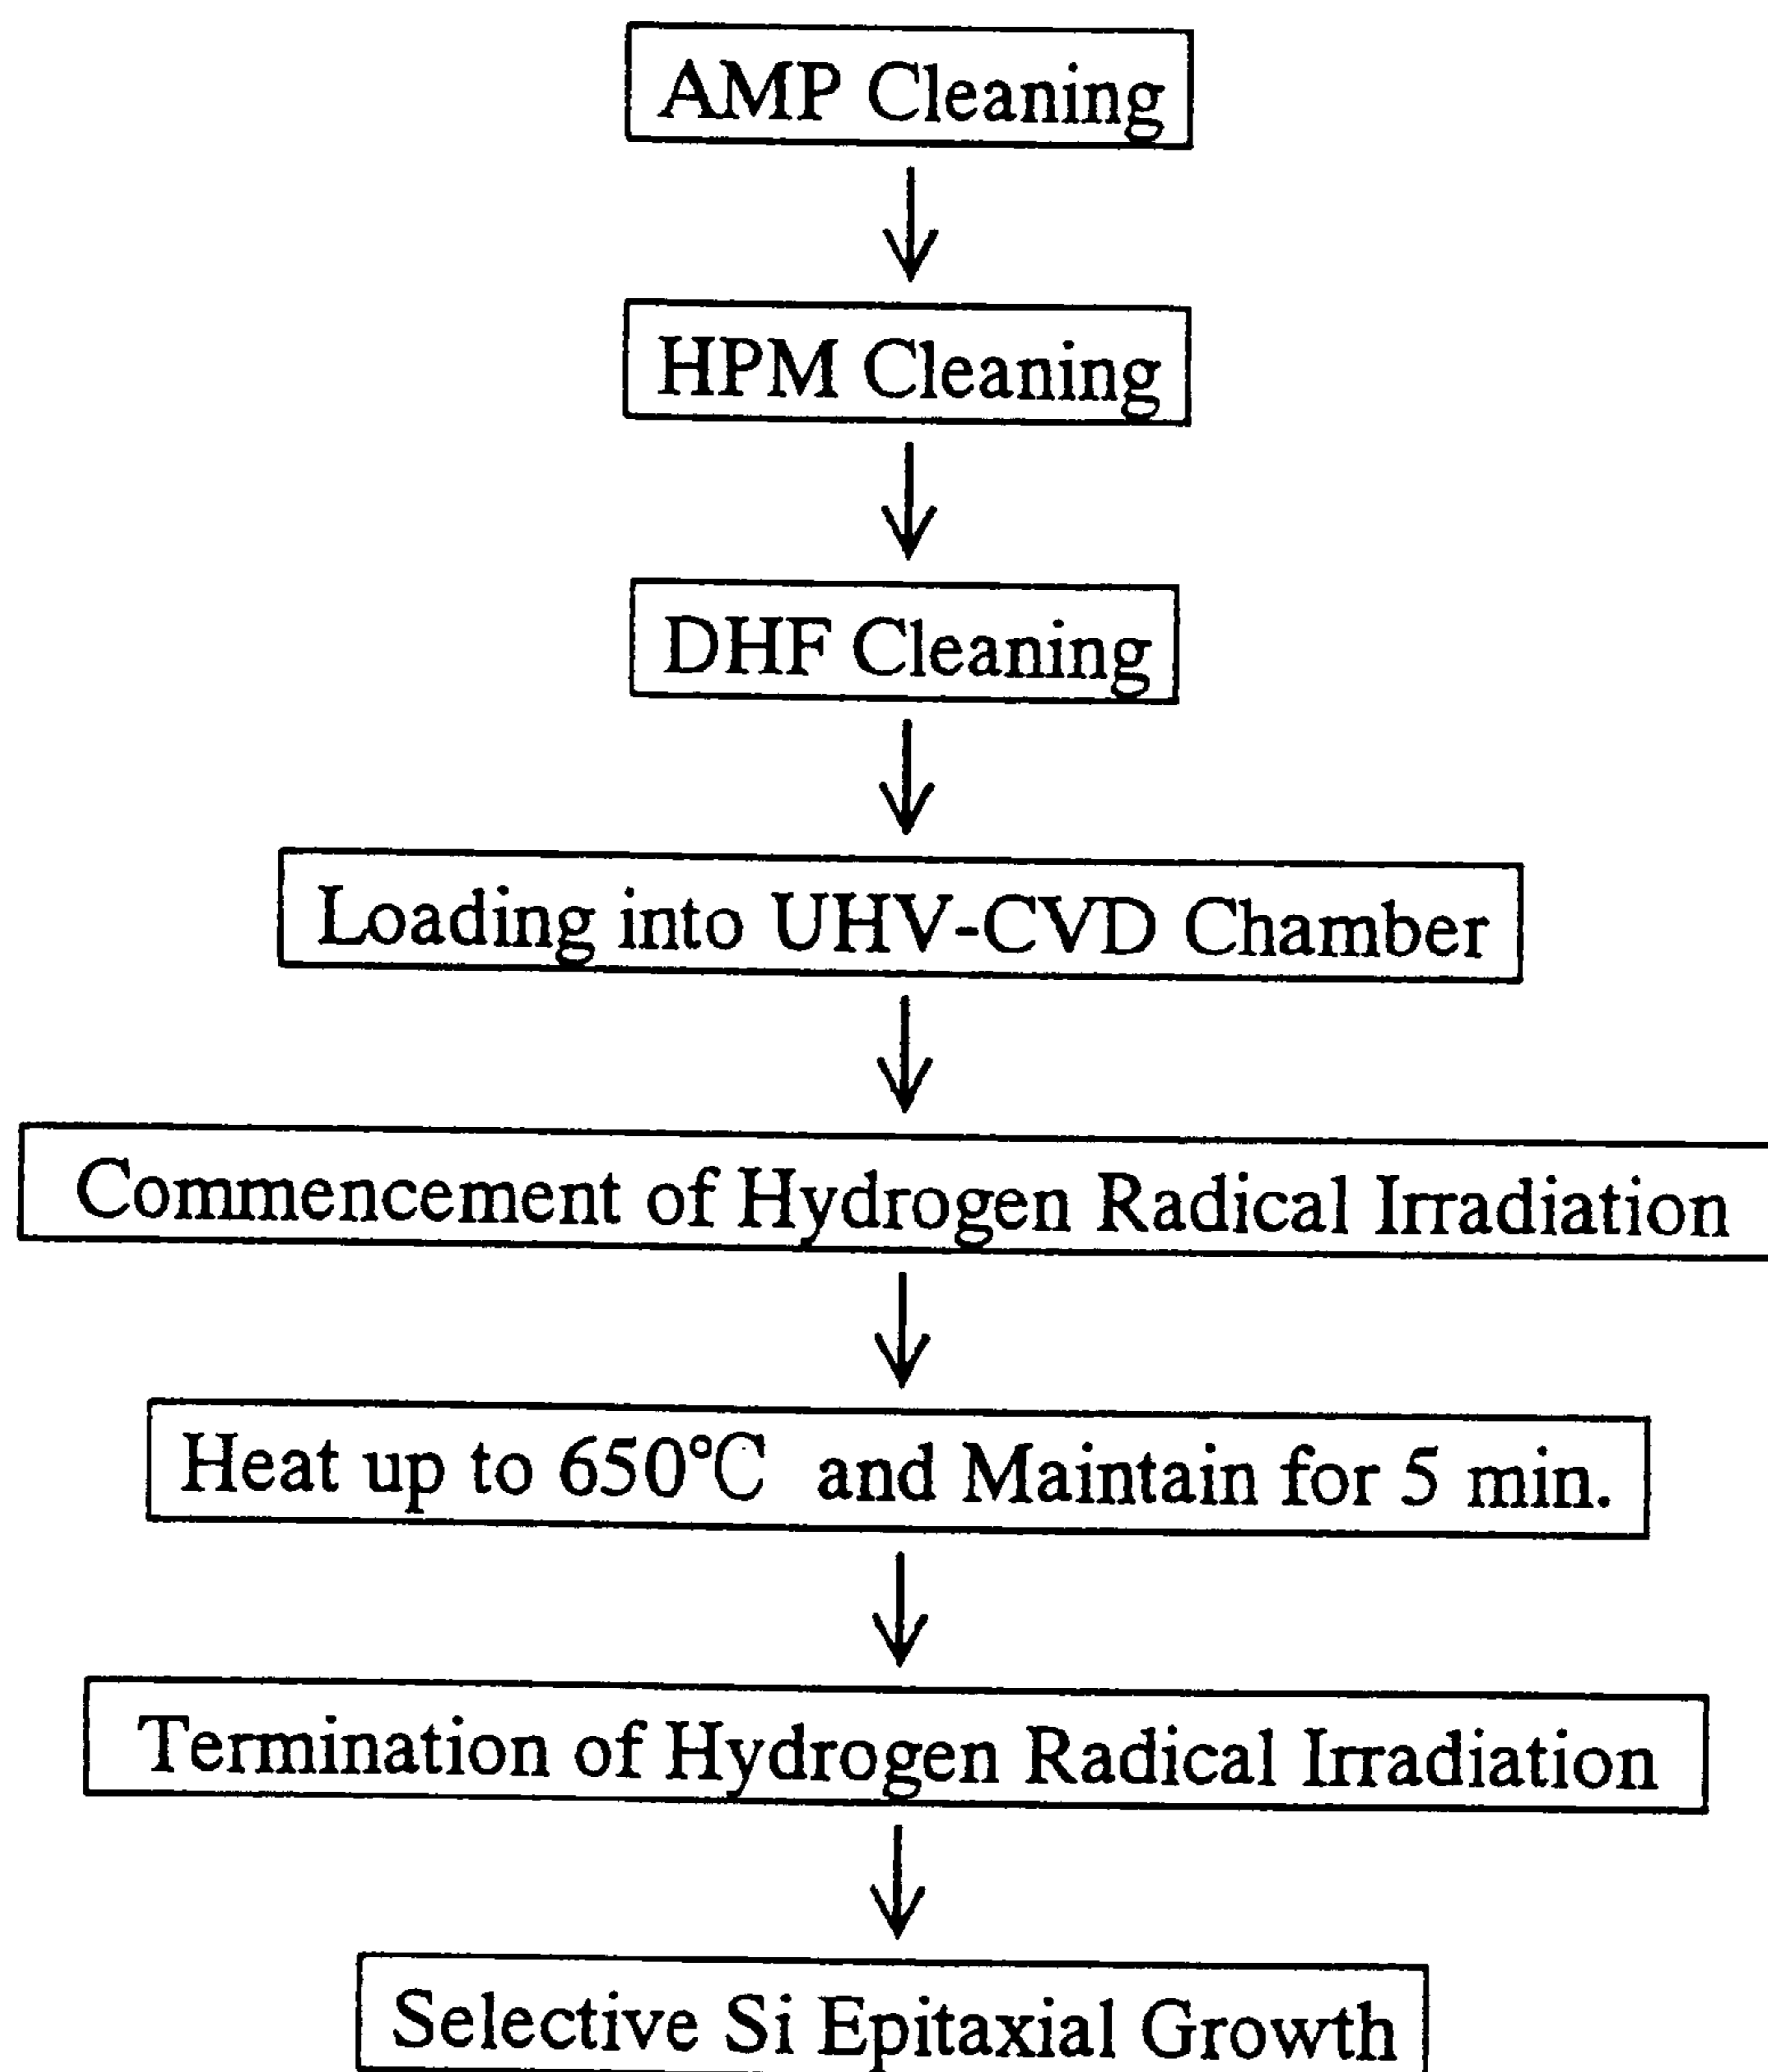 AMP Cleaning
HPM Cleaning
DHF Cleaning
Loading into UHV-CVD Chamber
Commencement of Hydrogen Radical Irradiation
Heat up to 650℃ and Maintain for 5 min.
Termination of Hydrogen Radical Irradiation
Selective Si Epitaxial Growth